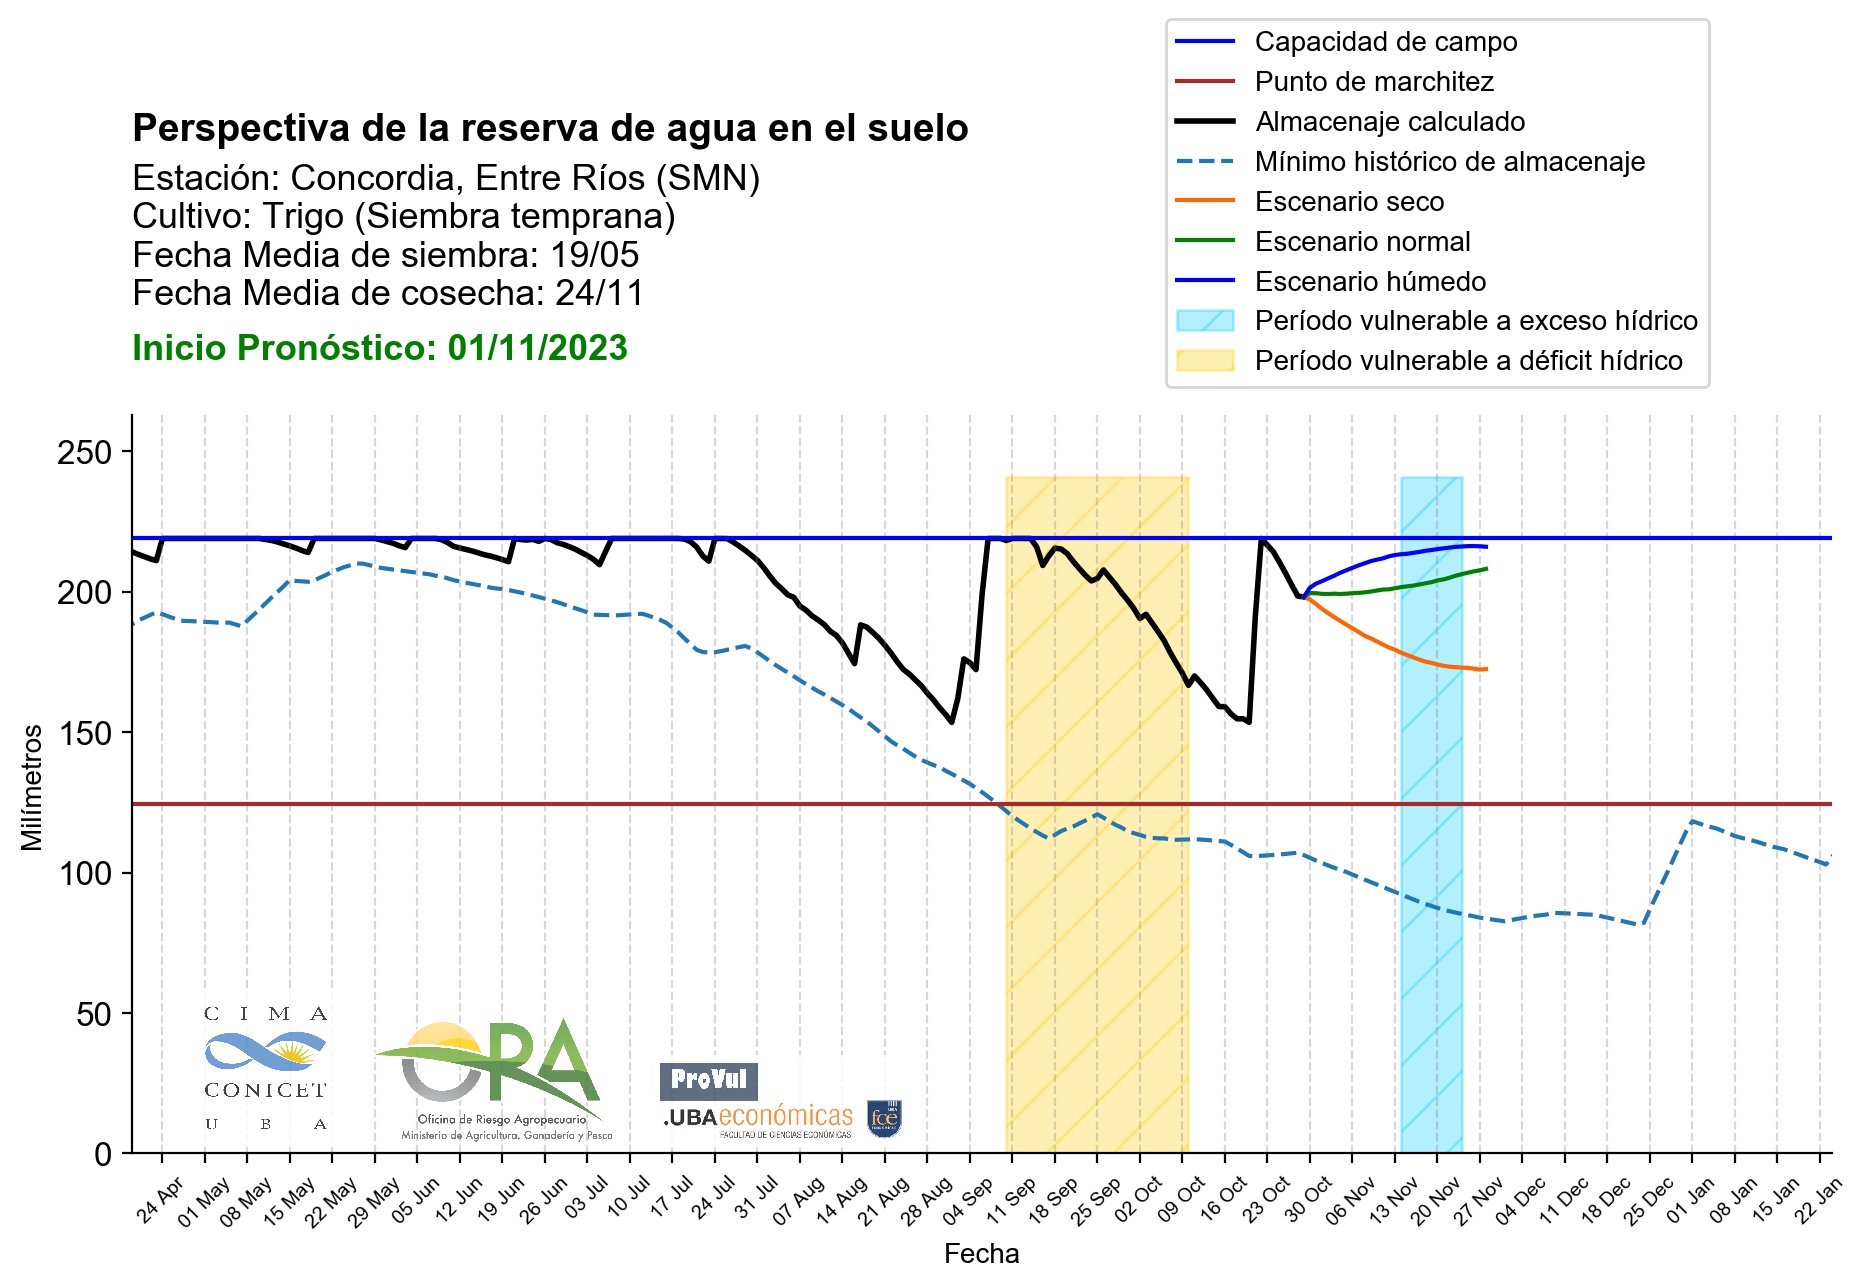 Capacidad de campo
Punto de marchitez
Almacenaje calculado
Mínimo histórico de almacenaje
Escenario seco
Escenario normal
Escenario húmedo
Período vulnerable a exceso hídrico
Período vulnerable a déficit hídrico
Perspectiva de la reserva de agua en el suelo
Estación: Concordia, Entre Ríos (SMN)
Cultivo: Trigo (Siembra temprana)
Fecha Media de siembra: 19/05
Fecha Media de cosecha: 24/11
Inicio Pronóstico: 01/11/2023
250
200
150
100
50
0
Milímetros
CIMA
CONICET
UBA
ORA
Oficina de Riesgo Agropecuario
Ministerio de Agricultura, Ganadería y Pesca
ProVul
.UBAeconómicas
FACULTAD DE CIENCIAS ECONÓMICAS
fce
24 Apr
01 May
08 May
15 May
22 May
29 May
05 Jun
12 Jun
19 Jun
26 Jun
03 Jul
10 Jul
17 Jul
24 Jul
31 Jul
07 Aug
14 Aug
21 Aug
28 Aug
04 Sep
11 Sep
18 Sep
25 Sep
02 Oct
09 Oct
16 Oct
23 Oct
30 Oct
06 Nov
13 Nov
20 Nov
27 Nov
04 Dec
11 Dec
18 Dec
25 Dec
01 Jan
08 Jan
15 Jan
22 Jan
Fecha